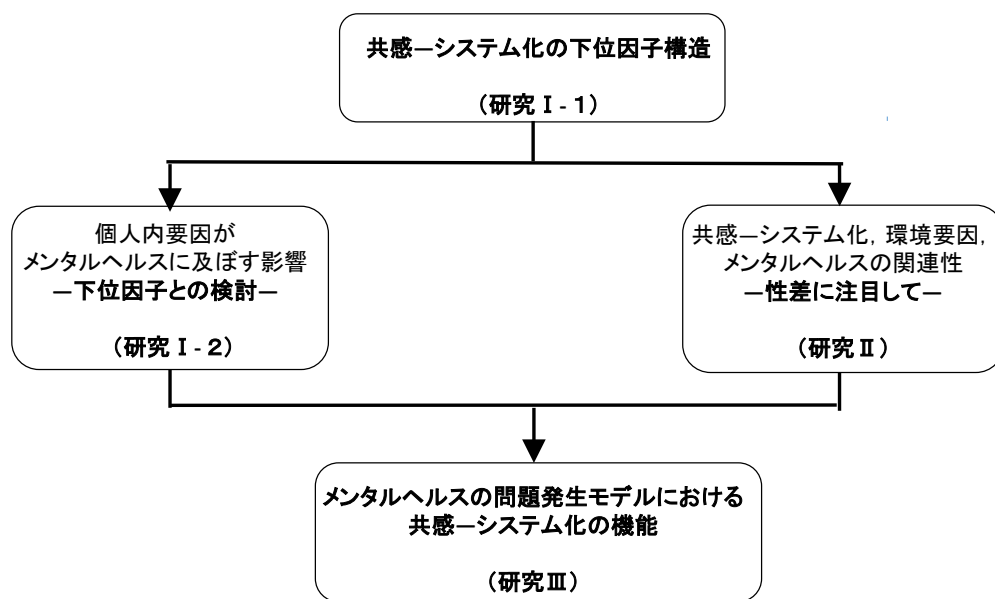 共感―システム化の下位因子構造
(研究Ⅰ-1)
個人内要因が
メンタルヘルスに及ぼす影響
―下位因子との検討―
(研究Ⅰ-2)
共感―システム化,環境要因,
メンタルヘルスの関連性
―性差に注目して―
(研究Ⅱ)
メンタルヘルスの問題発生モデルにおける
共感―システム化の機能
(研究Ⅲ)